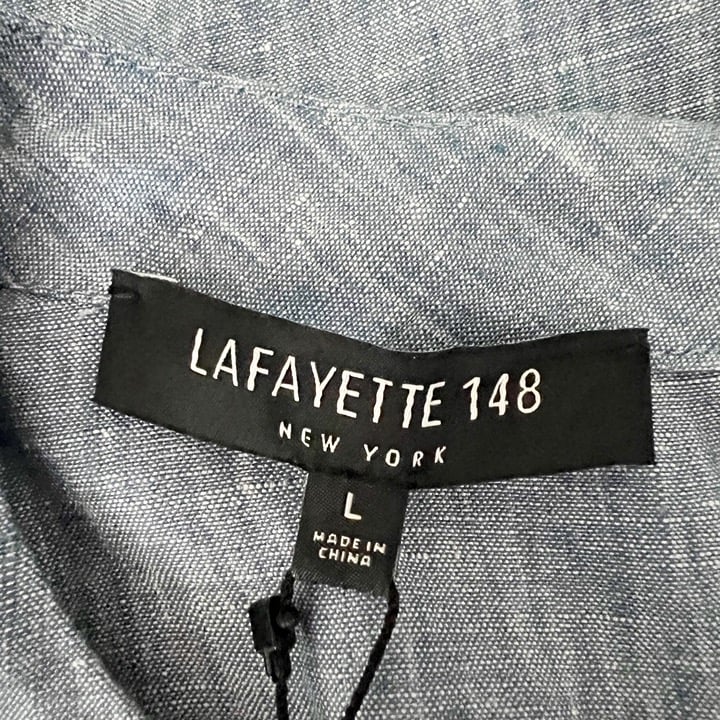 LAFAYETTE 148
NEW YORK
L
MADE IN
CHINA